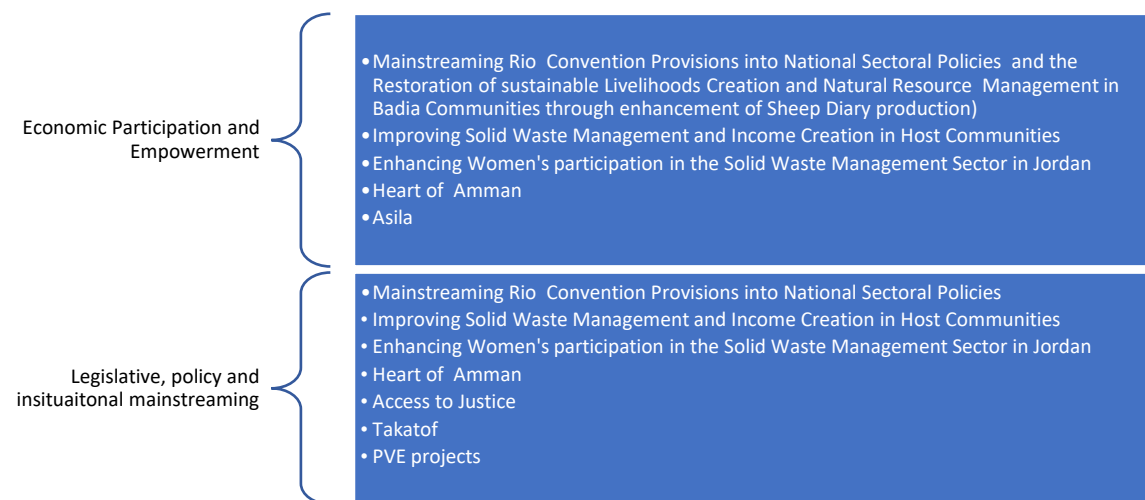 Economic Participation and
Empowerment
•Mainstreaming Rio  Convention Provisions into National Sectoral Policies  and the
Restoration of sustainable Livelihoods Creation and Natural Resource  Management in
Badia Communities through enhancement of Sheep Diary production)
•Improving Solid Waste Management and Income Creation in Host Communities
•Enhancing Women's participation in the Solid Waste Management Sector in Jordan
•Heart of  Amman
•Asila
Legislative, policy and
insituaitonal mainstreaming
•Mainstreaming Rio  Convention Provisions into National Sectoral Policies
• Improving Solid Waste Management and Income Creation in Host Communities
• Enhancing Women's participation in the Solid Waste Management Sector in Jordan
• Heart of  Amman
• Access to Justice
• Takatof
• PVE projects